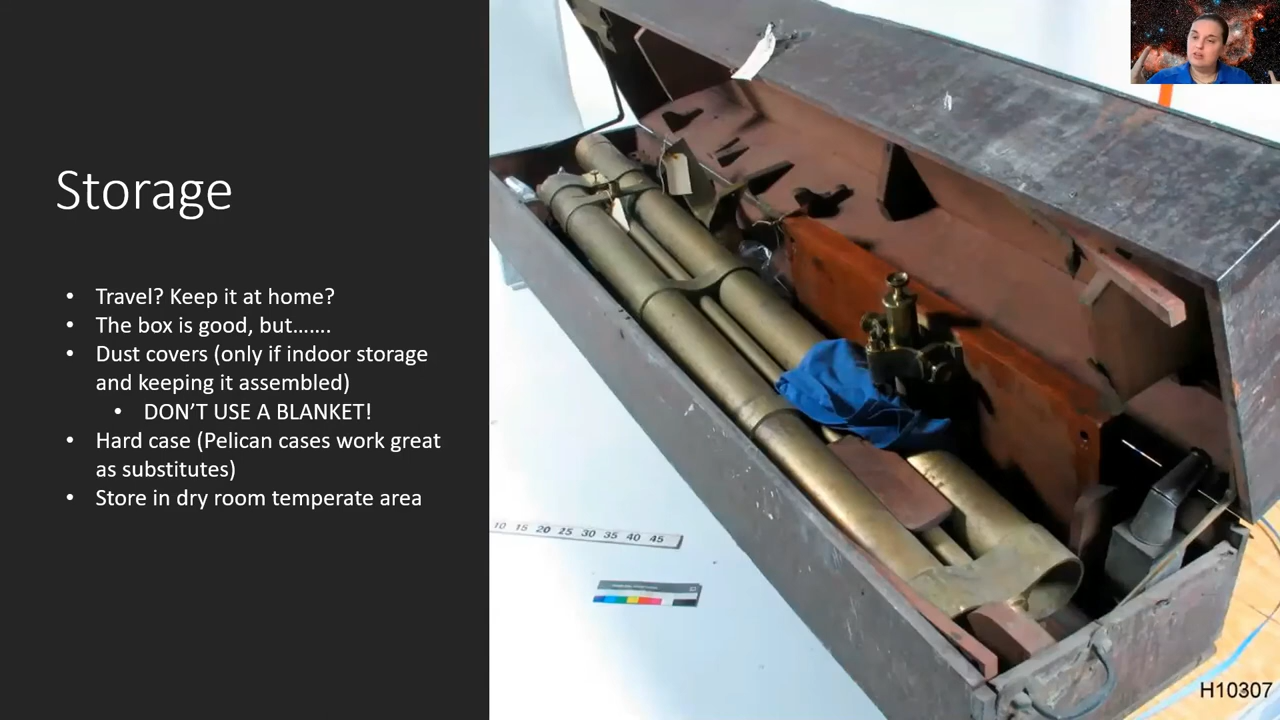 Storage
• Travel? Keep it at home?
• The box is good, but…….
• Dust covers (only if indoor storage
and keeping it assembled)
• DON’T USE A BLANKET!
• Hard case (Pelican cases work great
as substitutes)
• Store in dry room temperate area
10 15 20 25 30 35 40 45
H10307